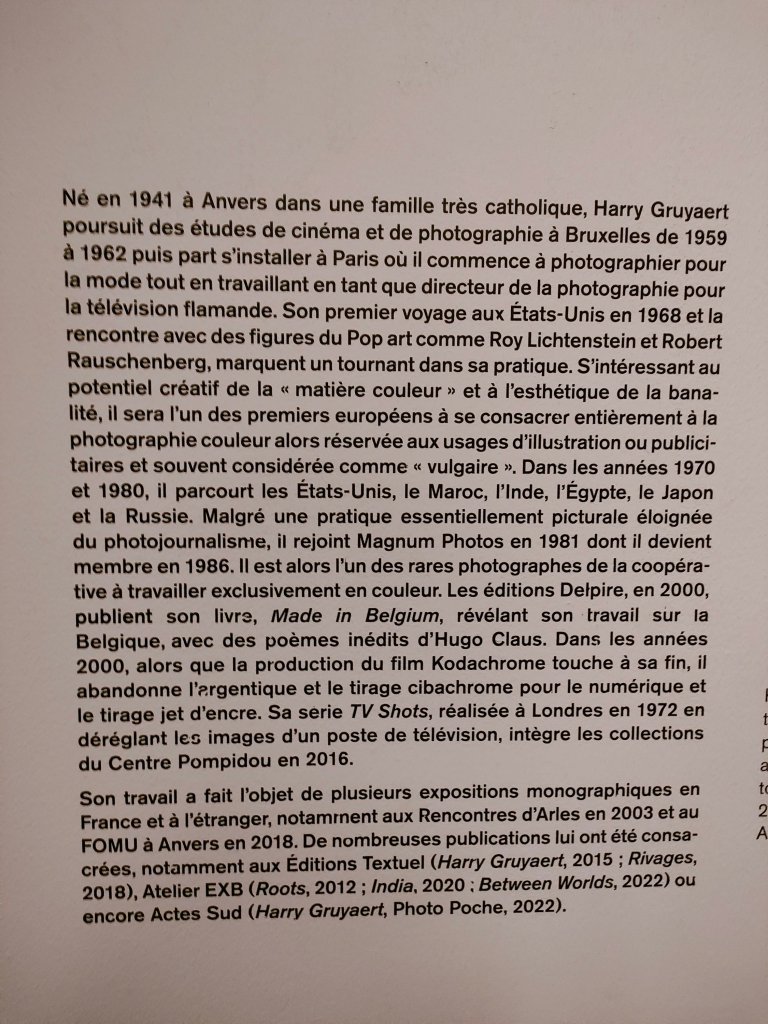 Né en 1941 à Anvers dans une famille très catholique, Harry Gruyaert
poursuit des études de cinéma et de photographie à Bruxelles de 1959
à 1962 puis part s'installer à Paris où il commence à photographier pour
la mode tout en travaillant en tant que directeur de la photographie pour
la télévision flamande. Son premier voyage aux États-Unis en 1968 et la
rencontre avec des figures du Pop art comme Roy Lichtenstein et Robert
Rauschenberg, marquent un tournant dans sa pratique. S'intéressant au
potentiel créatif de la « matière couleur » et à l'esthétique de la bana-
lité, il sera l'un des premiers européens à se consacrer entièrement à la
photographie couleur alors réservée aux usages d'illustration ou publici-
taires et souvent considérée comme « vulgaire ». Dans les années 1970
et 1980, il parcourt les États-Unis, le Maroc, l'Inde, l'Égypte, le Japon
et la Russie. Malgré une pratique essentiellement picturale éloignée
du photojournalisme, il rejoint Magnum Photos en 1981 dont il devient
membre en 1986. Il est alors l'un des rares photographes de la coopéra-
tive à travailler exclusivement en couleur. Les éditions Delpire, en 2000,
publient son livre, Made in Belgium, révélant son travail sur la
Belgique, avec des poèmes inédits d'Hugo Claus. Dans les années
2000, alors que la production du film Kodachrome touche à sa fin, il
abandonne l'argentique et le tirage cibachrome pour le numérique et
le tirage jet d'encre. Sa série TV Shots, réalisée à Londres en 1972 en
déréglant les images d'un poste de télévision, intègre les collections
du Centre Pompidou en 2016.
Son travail a fait l'objet de plusieurs expositions monographiques en
France et à l'étranger, notamment aux Rencontres d'Arles en 2003 et au
FOMU à Anvers en 2018. De nombreuses publications lui ont été consa-
crées, notamment aux Éditions Textuel (Harry Gruyaert, 2015 ; Rivages,
2018), Atelier EXB (Roots, 2012 ; India, 2020 ; Between Worlds, 2022) ou
encore Actes Sud (Harry Gruyaert, Photo Poche, 2022).